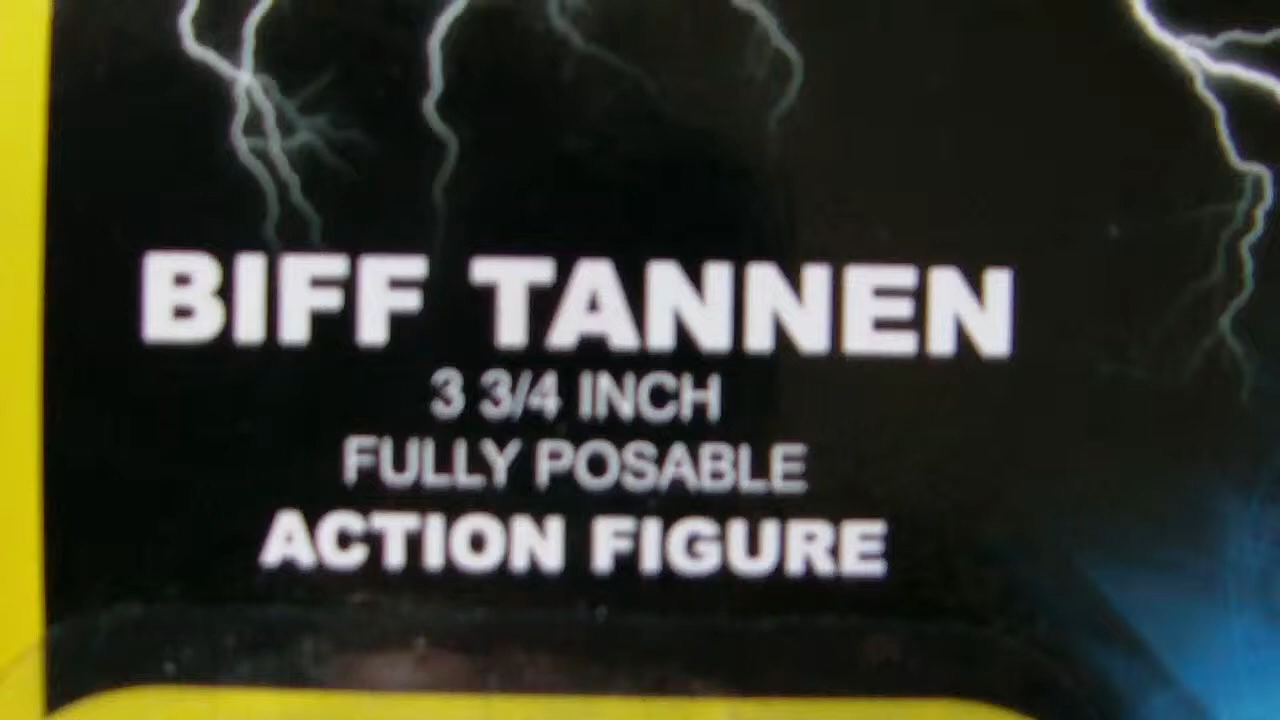 BIFF TANNEN
3 3/4 INCH
FULLY POSABLE
ACTION FIGURE